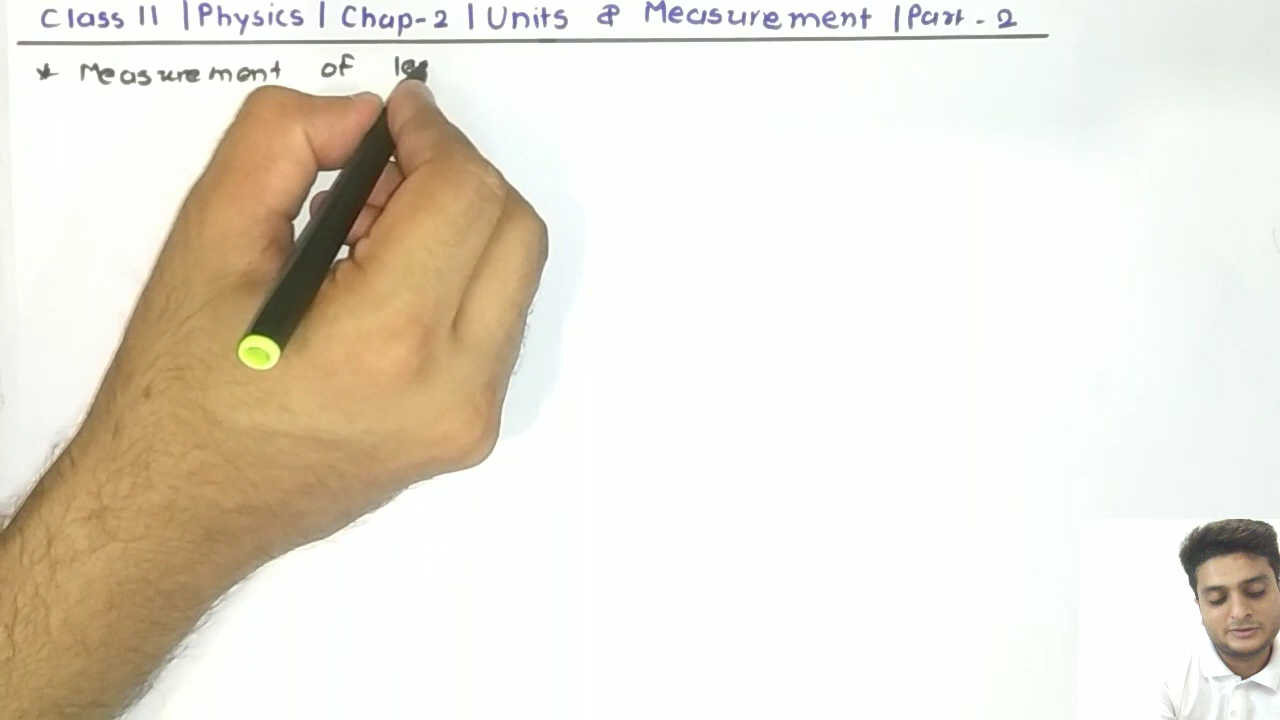 Class 11 | Physics | Chap-2 | Units & Measurement | Part - 2
* Measurement of